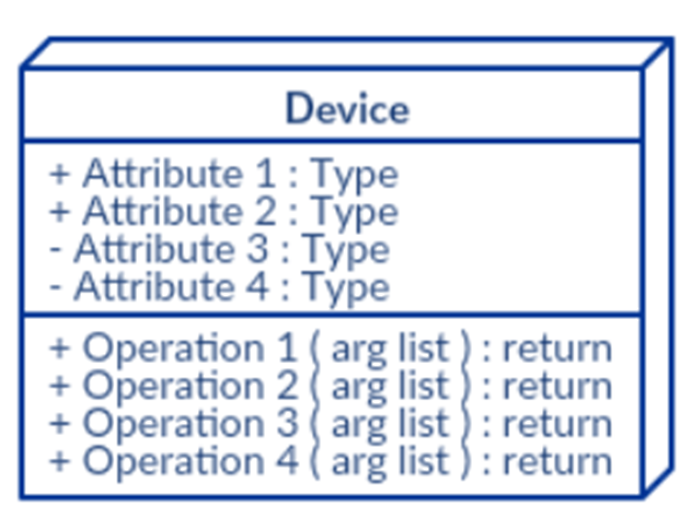 Device
+ Attribute 1 : Type
+ Attribute 2 : Type
- Attribute 3 : Type
- Attribute 4 : Type
+ Operation 1 ( arg list ) : return
+ Operation 2 ( arg list ) : return
+ Operation 3 ( arg list ) : return
+ Operation 4 ( arg list ) : return